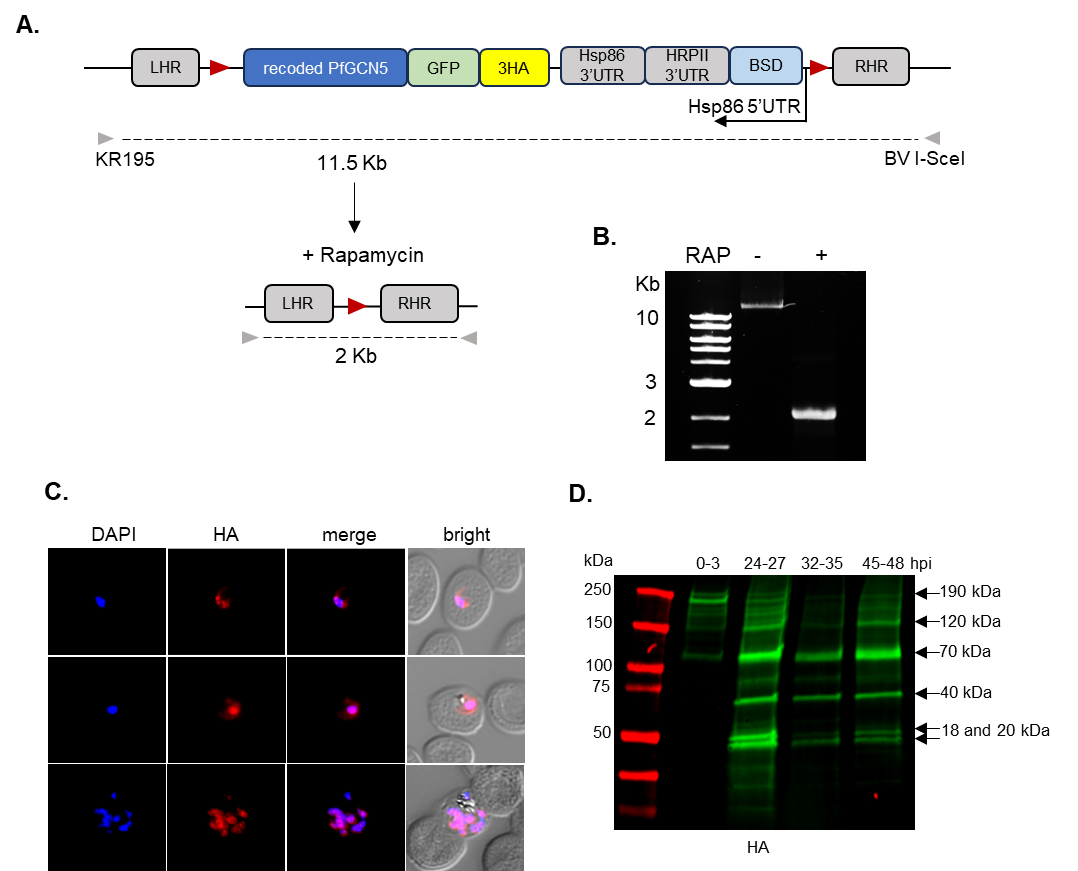 A.
LHR
recoded PfGCN5
GFP
3HA
Hsp86
3'UTR
HRPII
3'UTR
BSD
RHR
Hsp86 5'UTR
KR195
BV I-SceI
11.5 Kb
+ Rapamycin
LHR
RHR
2 Kb
B.
RAP - +
Kb
10
3
2
C.
DAPI HA merge bright
D.
kDa 0-3 24-27 32-35 45-48 hpi
250
150
100
75
50
190 kDa
120 kDa
70 kDa
40 kDa
18 and 20 kDa
HA